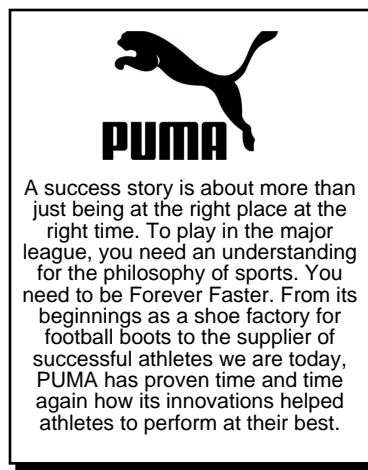 PUMA
A success story is about more than
just being at the right place at the
right time. To play in the major
league, you need an understanding
for the philosophy of sports. You
need to be Forever Faster. From its
beginnings as a shoe factory for
football boots to the supplier of
successful athletes we are today,
PUMA has proven time and time
again how its innovations helped
athletes to perform at their best.